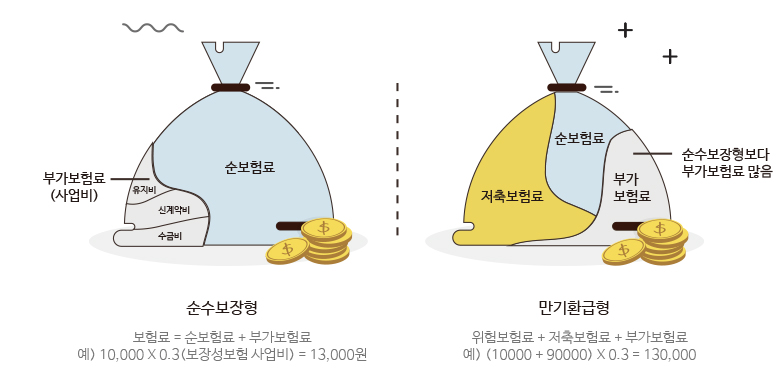 부가보험료
(사업비)
유지비
신계약비
수금비
순보험료
순수보장형
보험료 = 순보험료 + 부가보험료
예) 10,000 X 0.3(보장성보험 사업비) = 13,000원
저축보험료
순보험료
부가
보험료
순수보장형보다
부가보험료 많음
만기환급형
위험보험료 + 저축보험료 + 부가보험료
예) (10000 + 90000) X 0.3 = 130,000